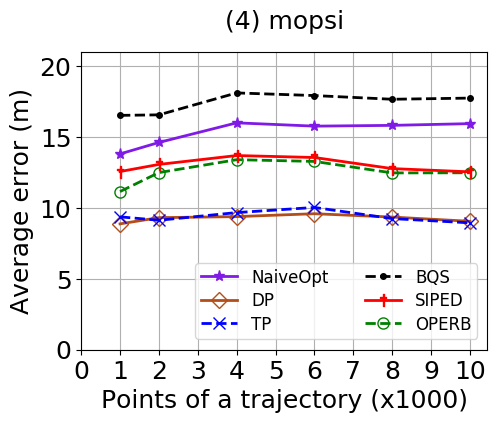 (4) mopsi
Average error (m)
20
15
10
5
0
NaiveOpt
DP
TP
BQS
SIPED
OPERB
0 1 2 3 4 5 6 7 8 9 10
Points of a trajectory (x1000)